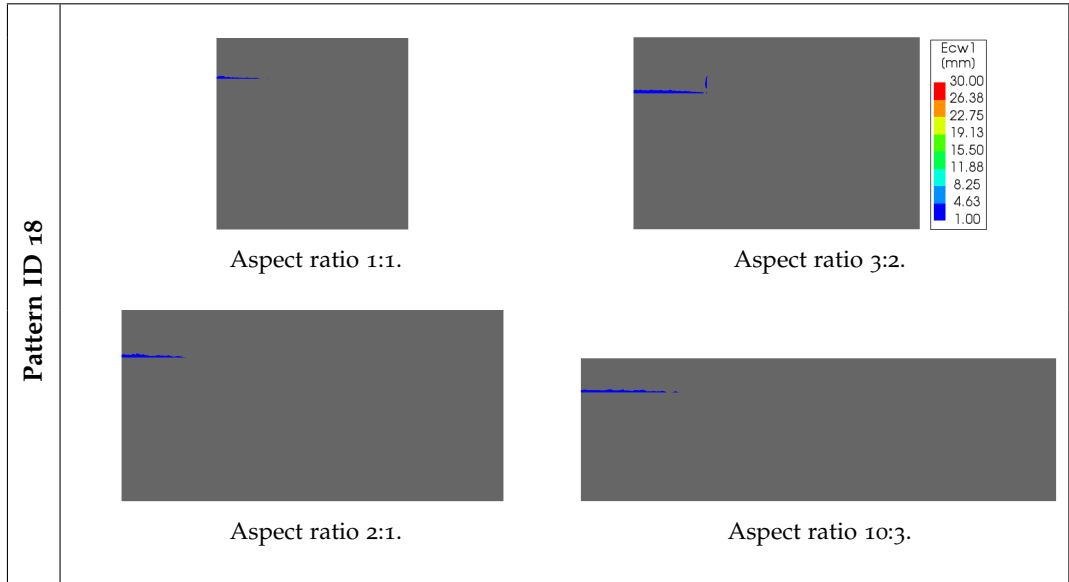 Pattern ID 18
Ecw1
(mm)
30.00
26.38
22.75
19.13
15.50
11.88
8.25
4.63
1.00
Aspect ratio 1:1.
Aspect ratio 3:2.
Aspect ratio 2:1.
Aspect ratio 10:3.